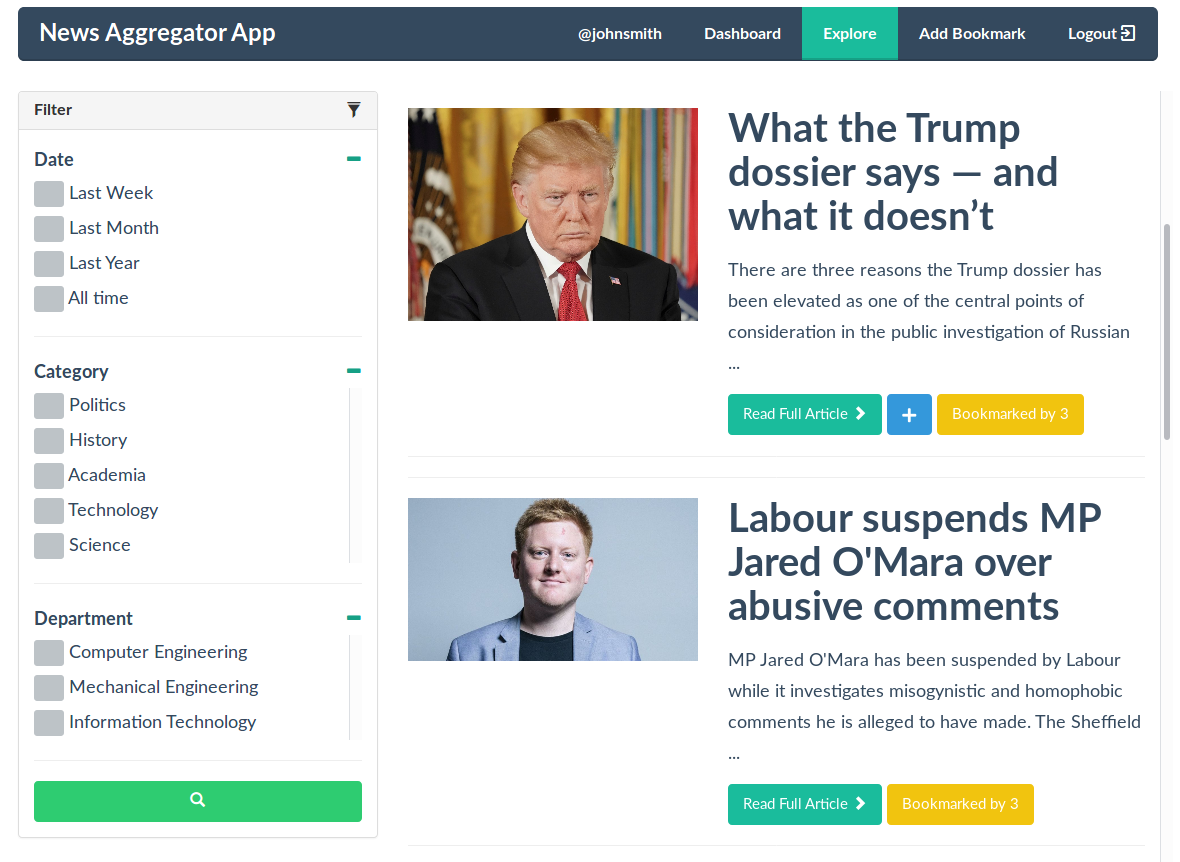 News Aggregator App
@johnsmith
Dashboard
Explore
Add Bookmark
Logout
Filter
Date
Last Week
Last Month
Last Year
All time
Category
Politics
History
Academia
Technology
Science
Department
Computer Engineering
Mechanical Engineering
Information Technology
What the Trump
dossier says — and
what it doesn’t
There are three reasons the Trump dossier has
been elevated as one of the central points of
consideration in the public investigation of Russian
...
Read Full Article
Bookmarked by 3
Labour suspends MP
Jared O'Mara over
abusive comments
MP Jared O'Mara has been suspended by Labour
while it investigates misogynistic and homophobic
comments he is alleged to have made. The Sheffield
...
Read Full Article
Bookmarked by 3